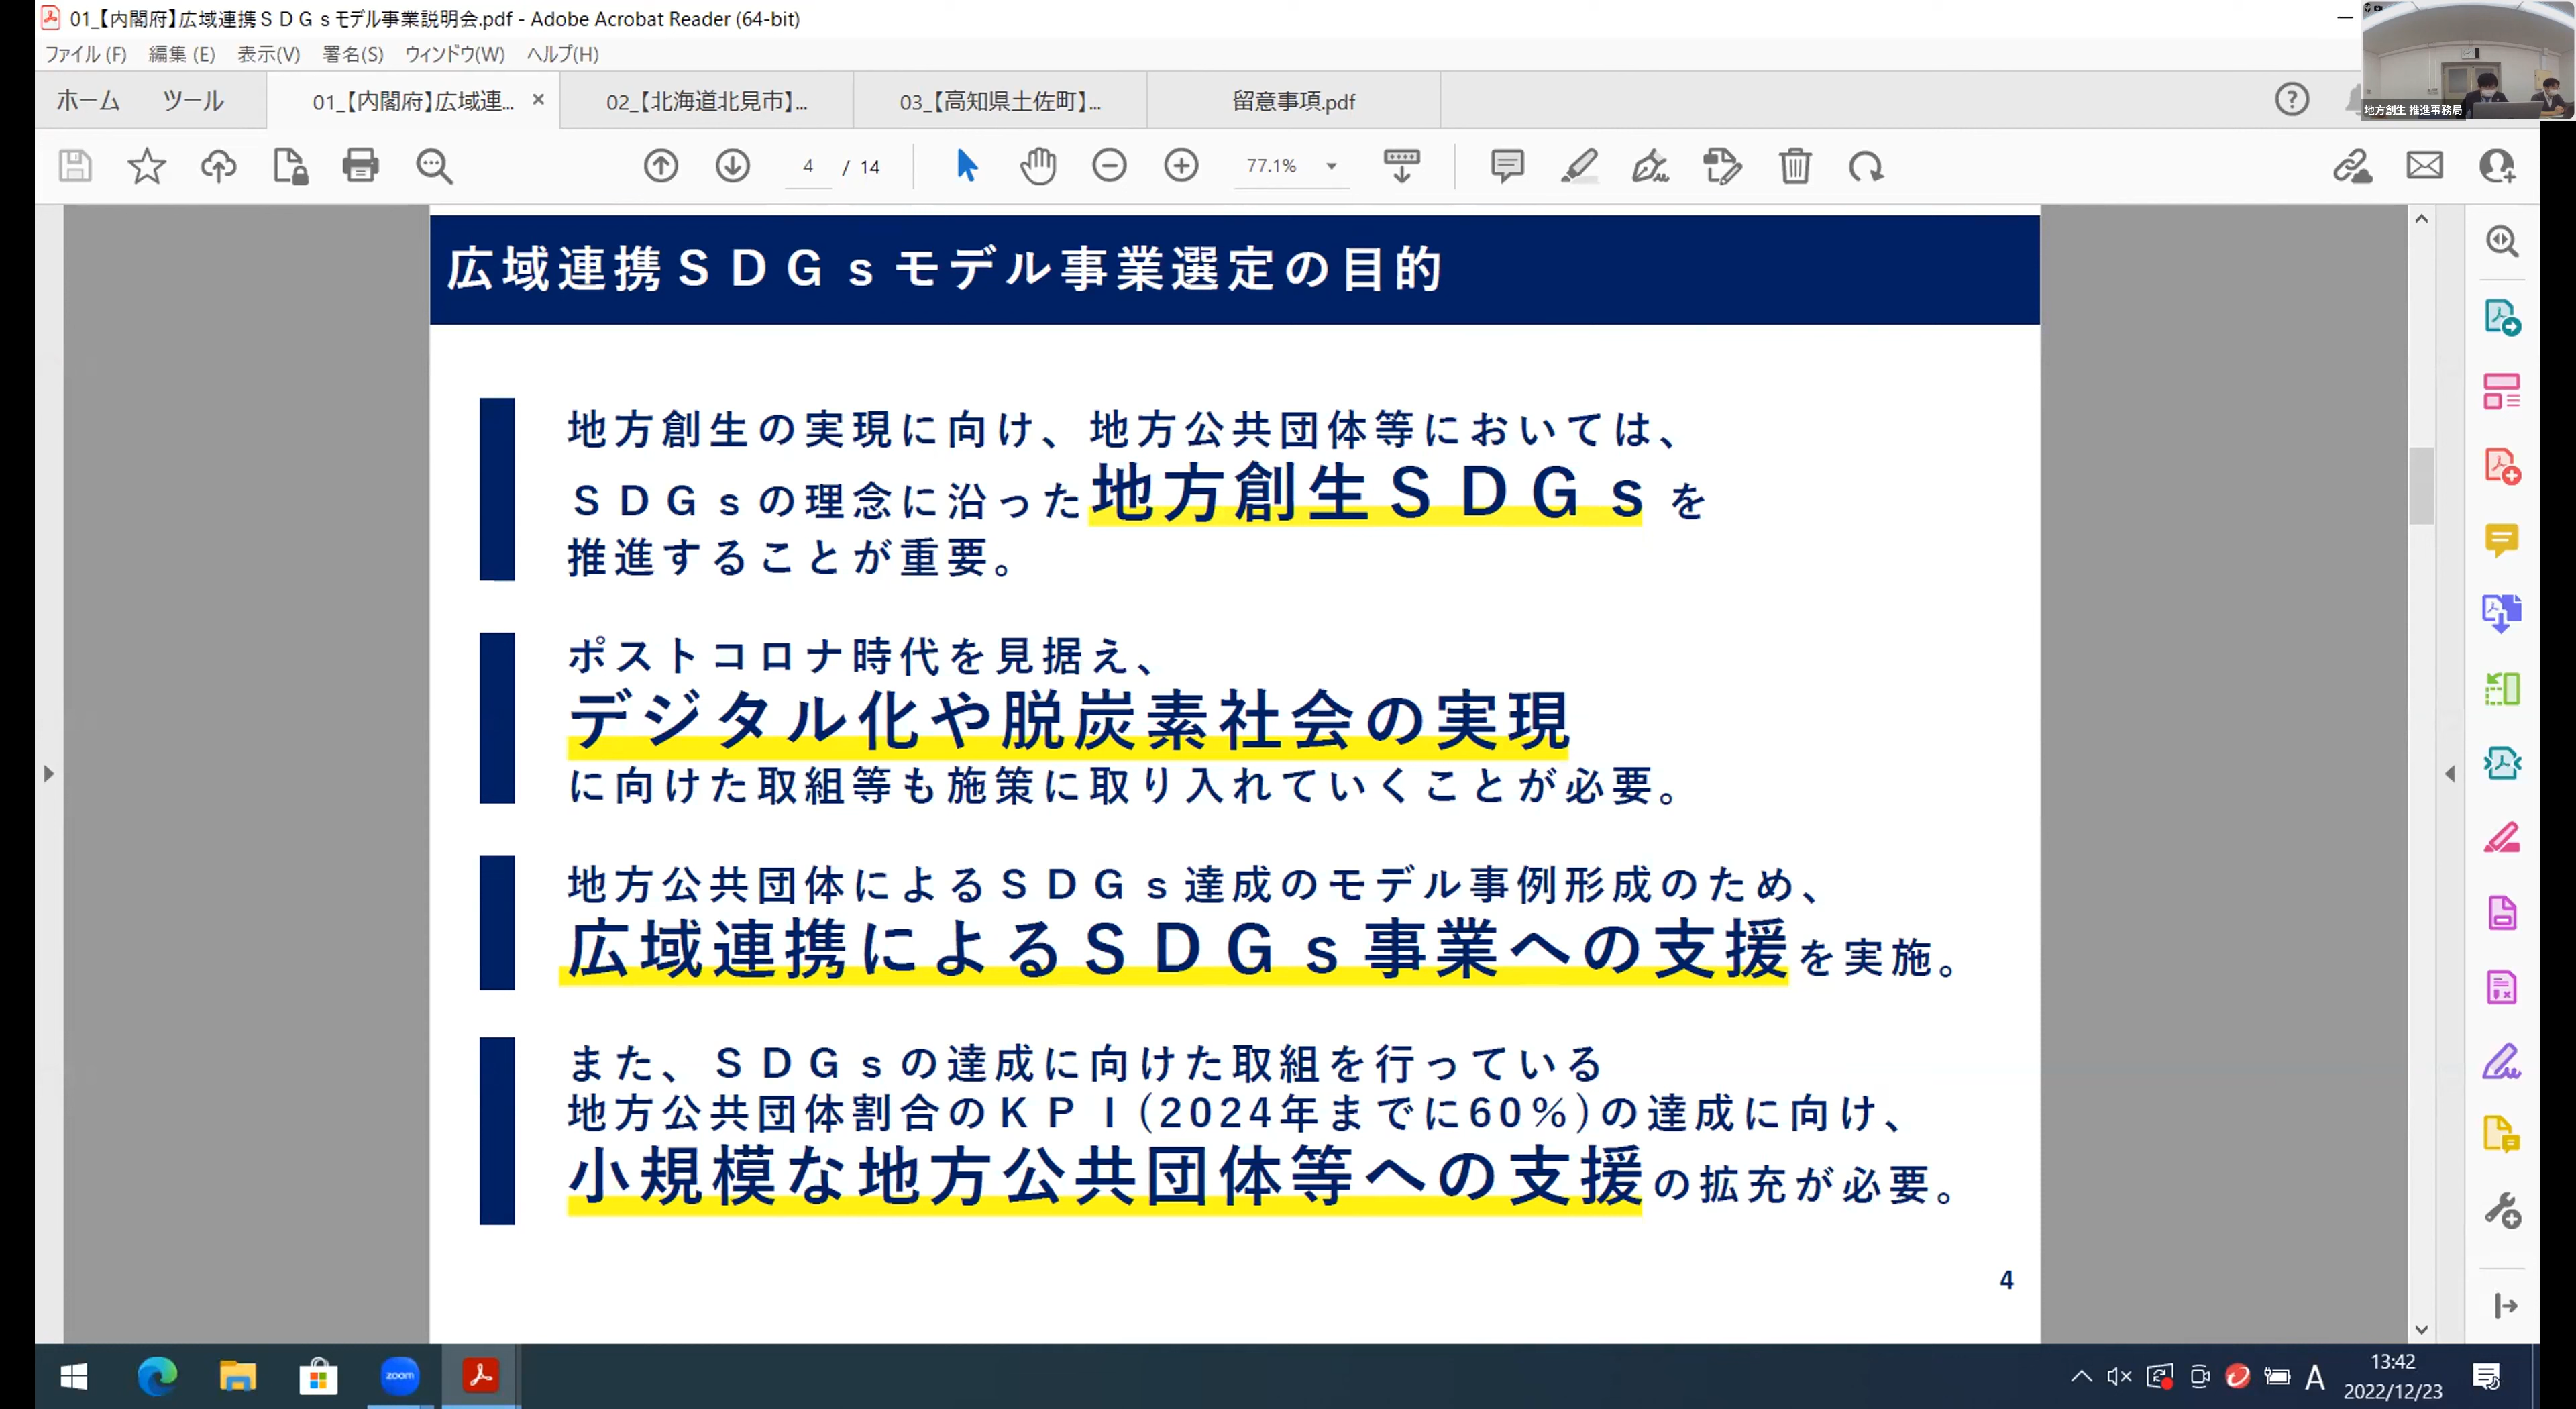 01_【内閣府】広域連携ＳＤＧｓモデル事業説明会.pdf - Adobe Acrobat Reader (64-bit)
ファイル(F) 編集(E) 表示(V) 署名(S) ウィンドウ(W) ヘルプ(H)
ホーム ツール 01_【内閣府】広域連... × 02_【北海道北見市】... 03_【高知県土佐町】... 留意事項.pdf
地方創生 推進事務局
4 / 14 77.1%
広域連携ＳＤＧｓモデル事業選定の目的
地方創生の実現に向け、地方公共団体等においては、
ＳＤＧｓの理念に沿った地方創生ＳＤＧｓを
推進することが重要。
ポストコロナ時代を見据え、
デジタル化や脱炭素社会の実現
に向けた取組等も施策に取り入れていくことが必要。
地方公共団体によるＳＤＧｓ達成のモデル事例形成のため、
広域連携によるＳＤＧｓ事業への支援を実施。
また、ＳＤＧｓの達成に向けた取組を行っている
地方公共団体割合のＫＰＩ(2024年までに60％)の達成に向け、
小規模な地方公共団体等への支援の拡充が必要。
4
zoom
A
13:42
2022/12/23